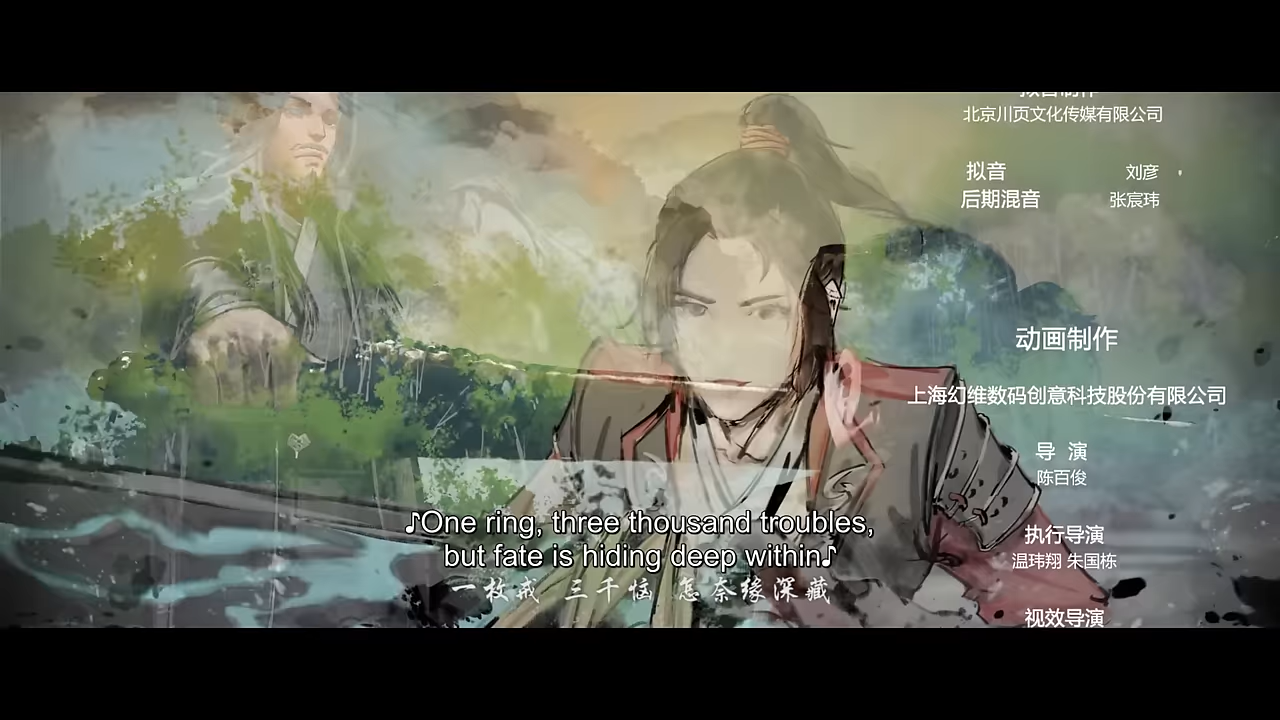 拟音制作
北京川页文化传媒有限公司
拟音 刘彦
后期混音 张宸玮
动画制作
上海幻维数码创意科技股份有限公司
导 演
陈百俊
执行导演
温玮翔 朱国栋
视效导演
♪One ring, three thousand troubles,
but fate is hiding deep within♪
一枚戒 三千恼 怎奈缘深藏